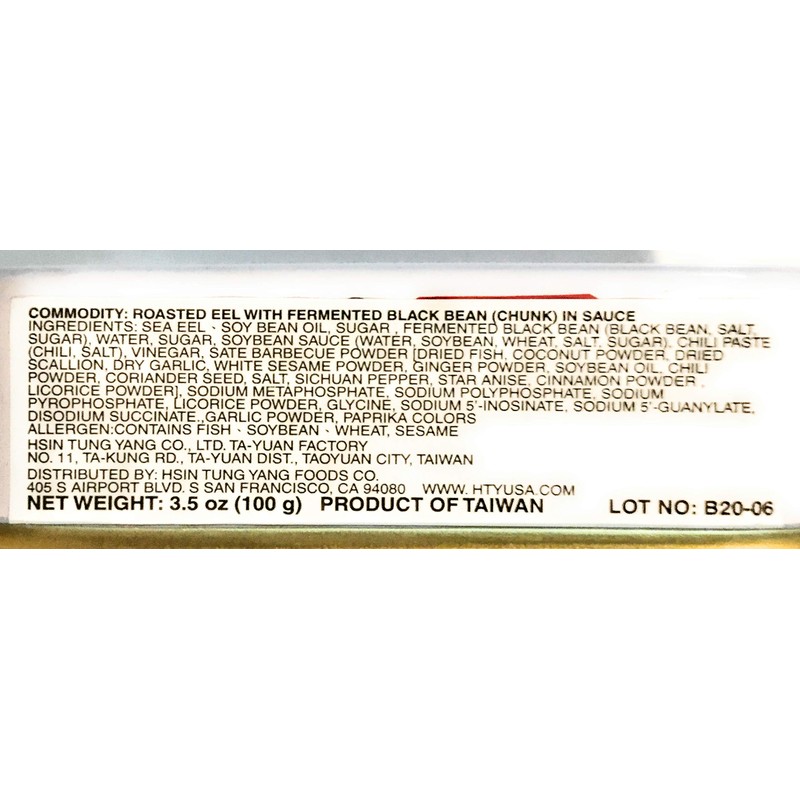 COMMODITY: ROASTED EEL WITH FERMENTED BLACK BEAN (CHUNK) IN SAUCE
INGREDIENTS: SEA EEL、SOY BEAN OIL, SUGAR , FERMENTED BLACK BEAN (BLACK BEAN, SALT,
SUGAR), WATER, SUGAR, SOYBEAN SAUCE (WATER, SOYBEAN, WHEAT, SALT, SUGAR), CHILI PASTE
(CHILI, SALT), VINEGAR, SATE BARBECUE POWDER [DRIED FISH, COCONUT POWDER, DRIED
SCALLION, DRY GARLIC, WHITE SESAME POWDER, GINGER POWDER, SOYBEAN OIL, CHILI
POWDER, CORIANDER SEED, SALT, SICHUAN PEPPER, STAR ANISE, CINNAMON POWDER ,
LICORICE POWDER], SODIUM METAPHOSPHATE, SODIUM POLYPHOSPHATE, SODIUM
PYROPHOSPHATE, LICORICE POWDER, GLYCINE, SODIUM 5'-INOSINATE, SODIUM 5'-GUANYLATE,
DISODIUM SUCCINATE ,GARLIC POWDER, PAPRIKA COLORS
ALLERGEN:CONTAINS FISH、SOYBEAN、WHEAT, SESAME
HSIN TUNG YANG CO., LTD. TA-YUAN FACTORY
NO. 11, TA-KUNG RD., TA-YUAN DIST., TAOYUAN CITY, TAIWAN
DISTRIBUTED BY: HSIN TUNG YANG FOODS CO.
405 S AIRPORT BLVD. S SAN FRANCISCO, CA 94080 WWW. HTYUSA.COM
NET WEIGHT: 3.5 oz (100 g) PRODUCT OF TAIWAN LOT NO: B20-06